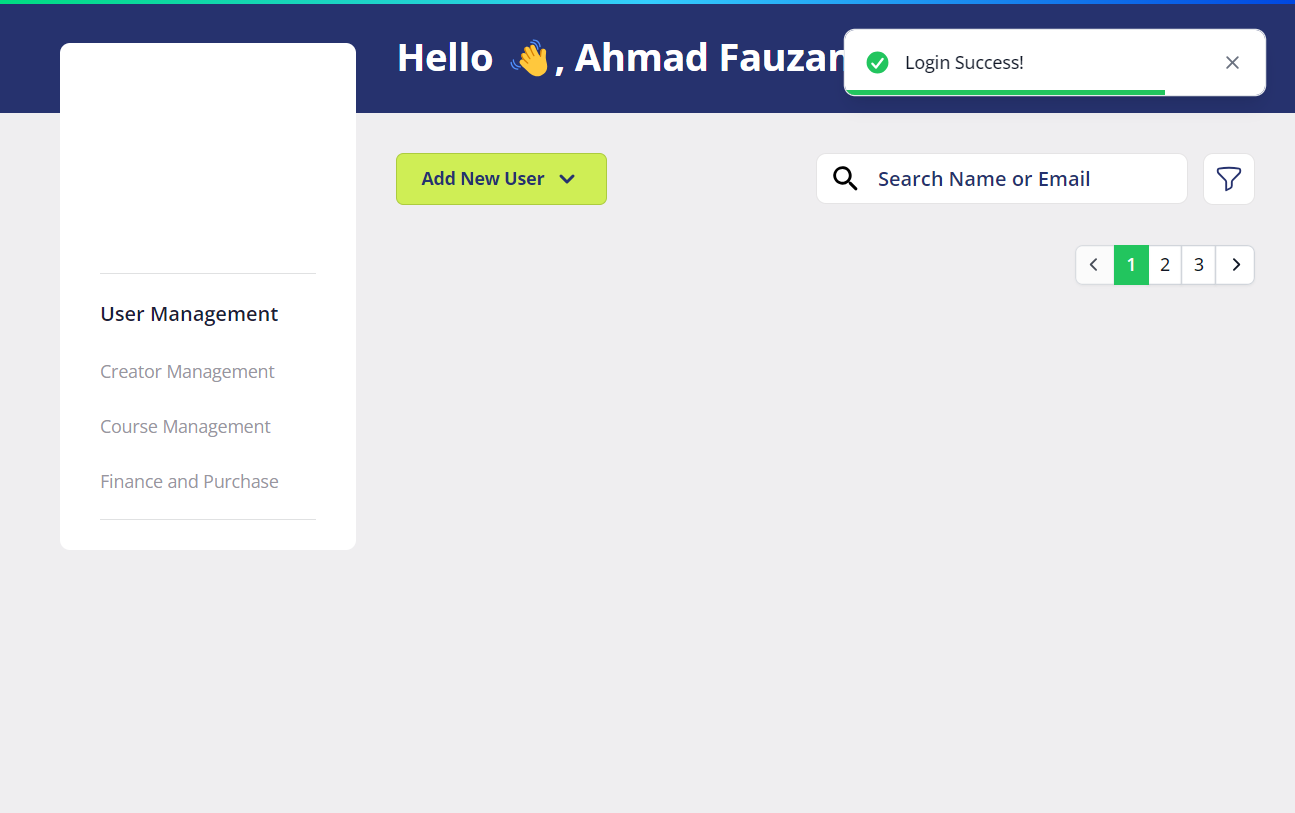 Hello 👋, Ahmad Fauzan
Login Success!
Add New User
Search Name or Email
1 2 3
User Management
Creator Management
Course Management
Finance and Purchase